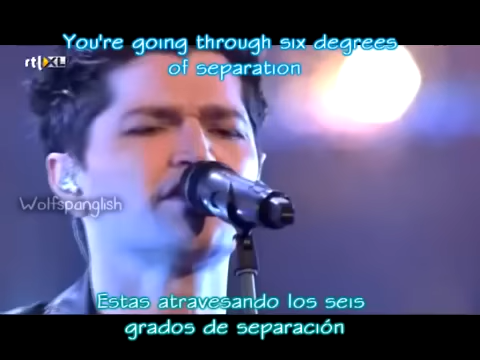 You're going through six degrees
of separation
rtl XL
Wolfspanglish
Estas atravesando los seis
grados de separación